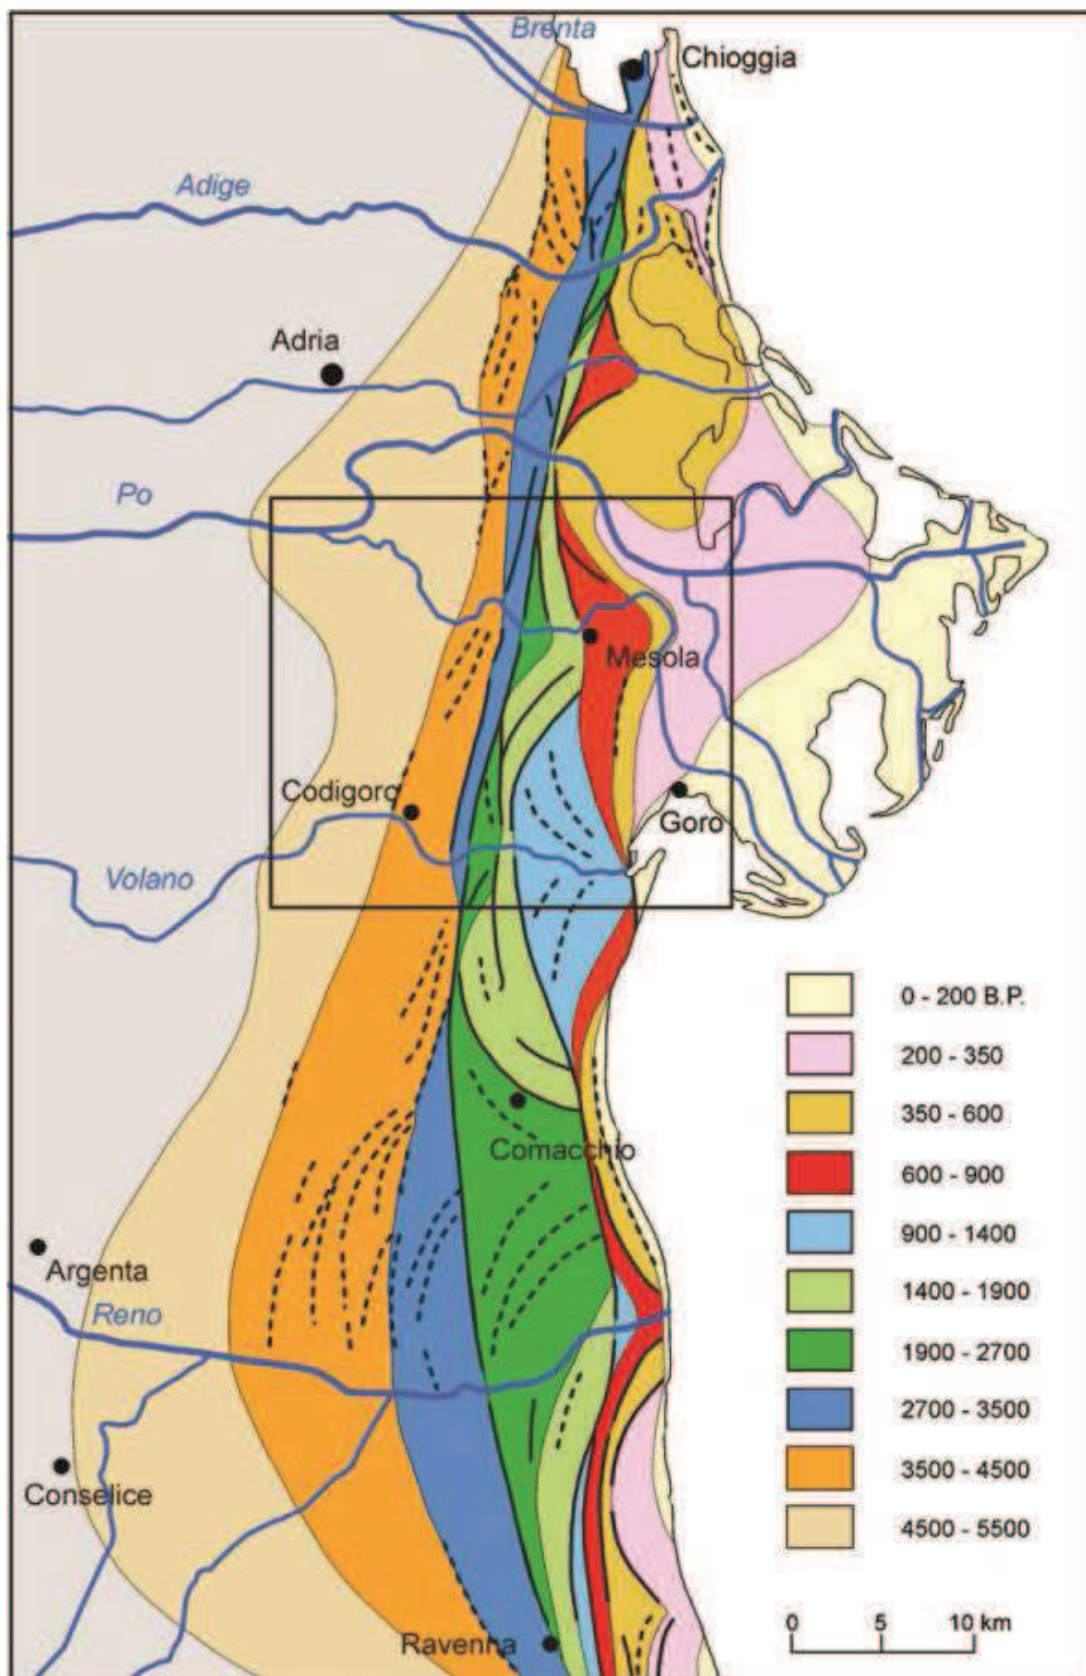 Brenta
Chioggia
Adige
Adria
Po
Mesola
Codigoro
Goro
Volano
0 - 200 B.P.
200 - 350
350 - 600
600 - 900
900 - 1400
1400 - 1900
1900 - 2700
2700 - 3500
3500 - 4500
4500 - 5500
Comacchio
Argenta
Reno
Conselice
Ravenna
0 5 10 km